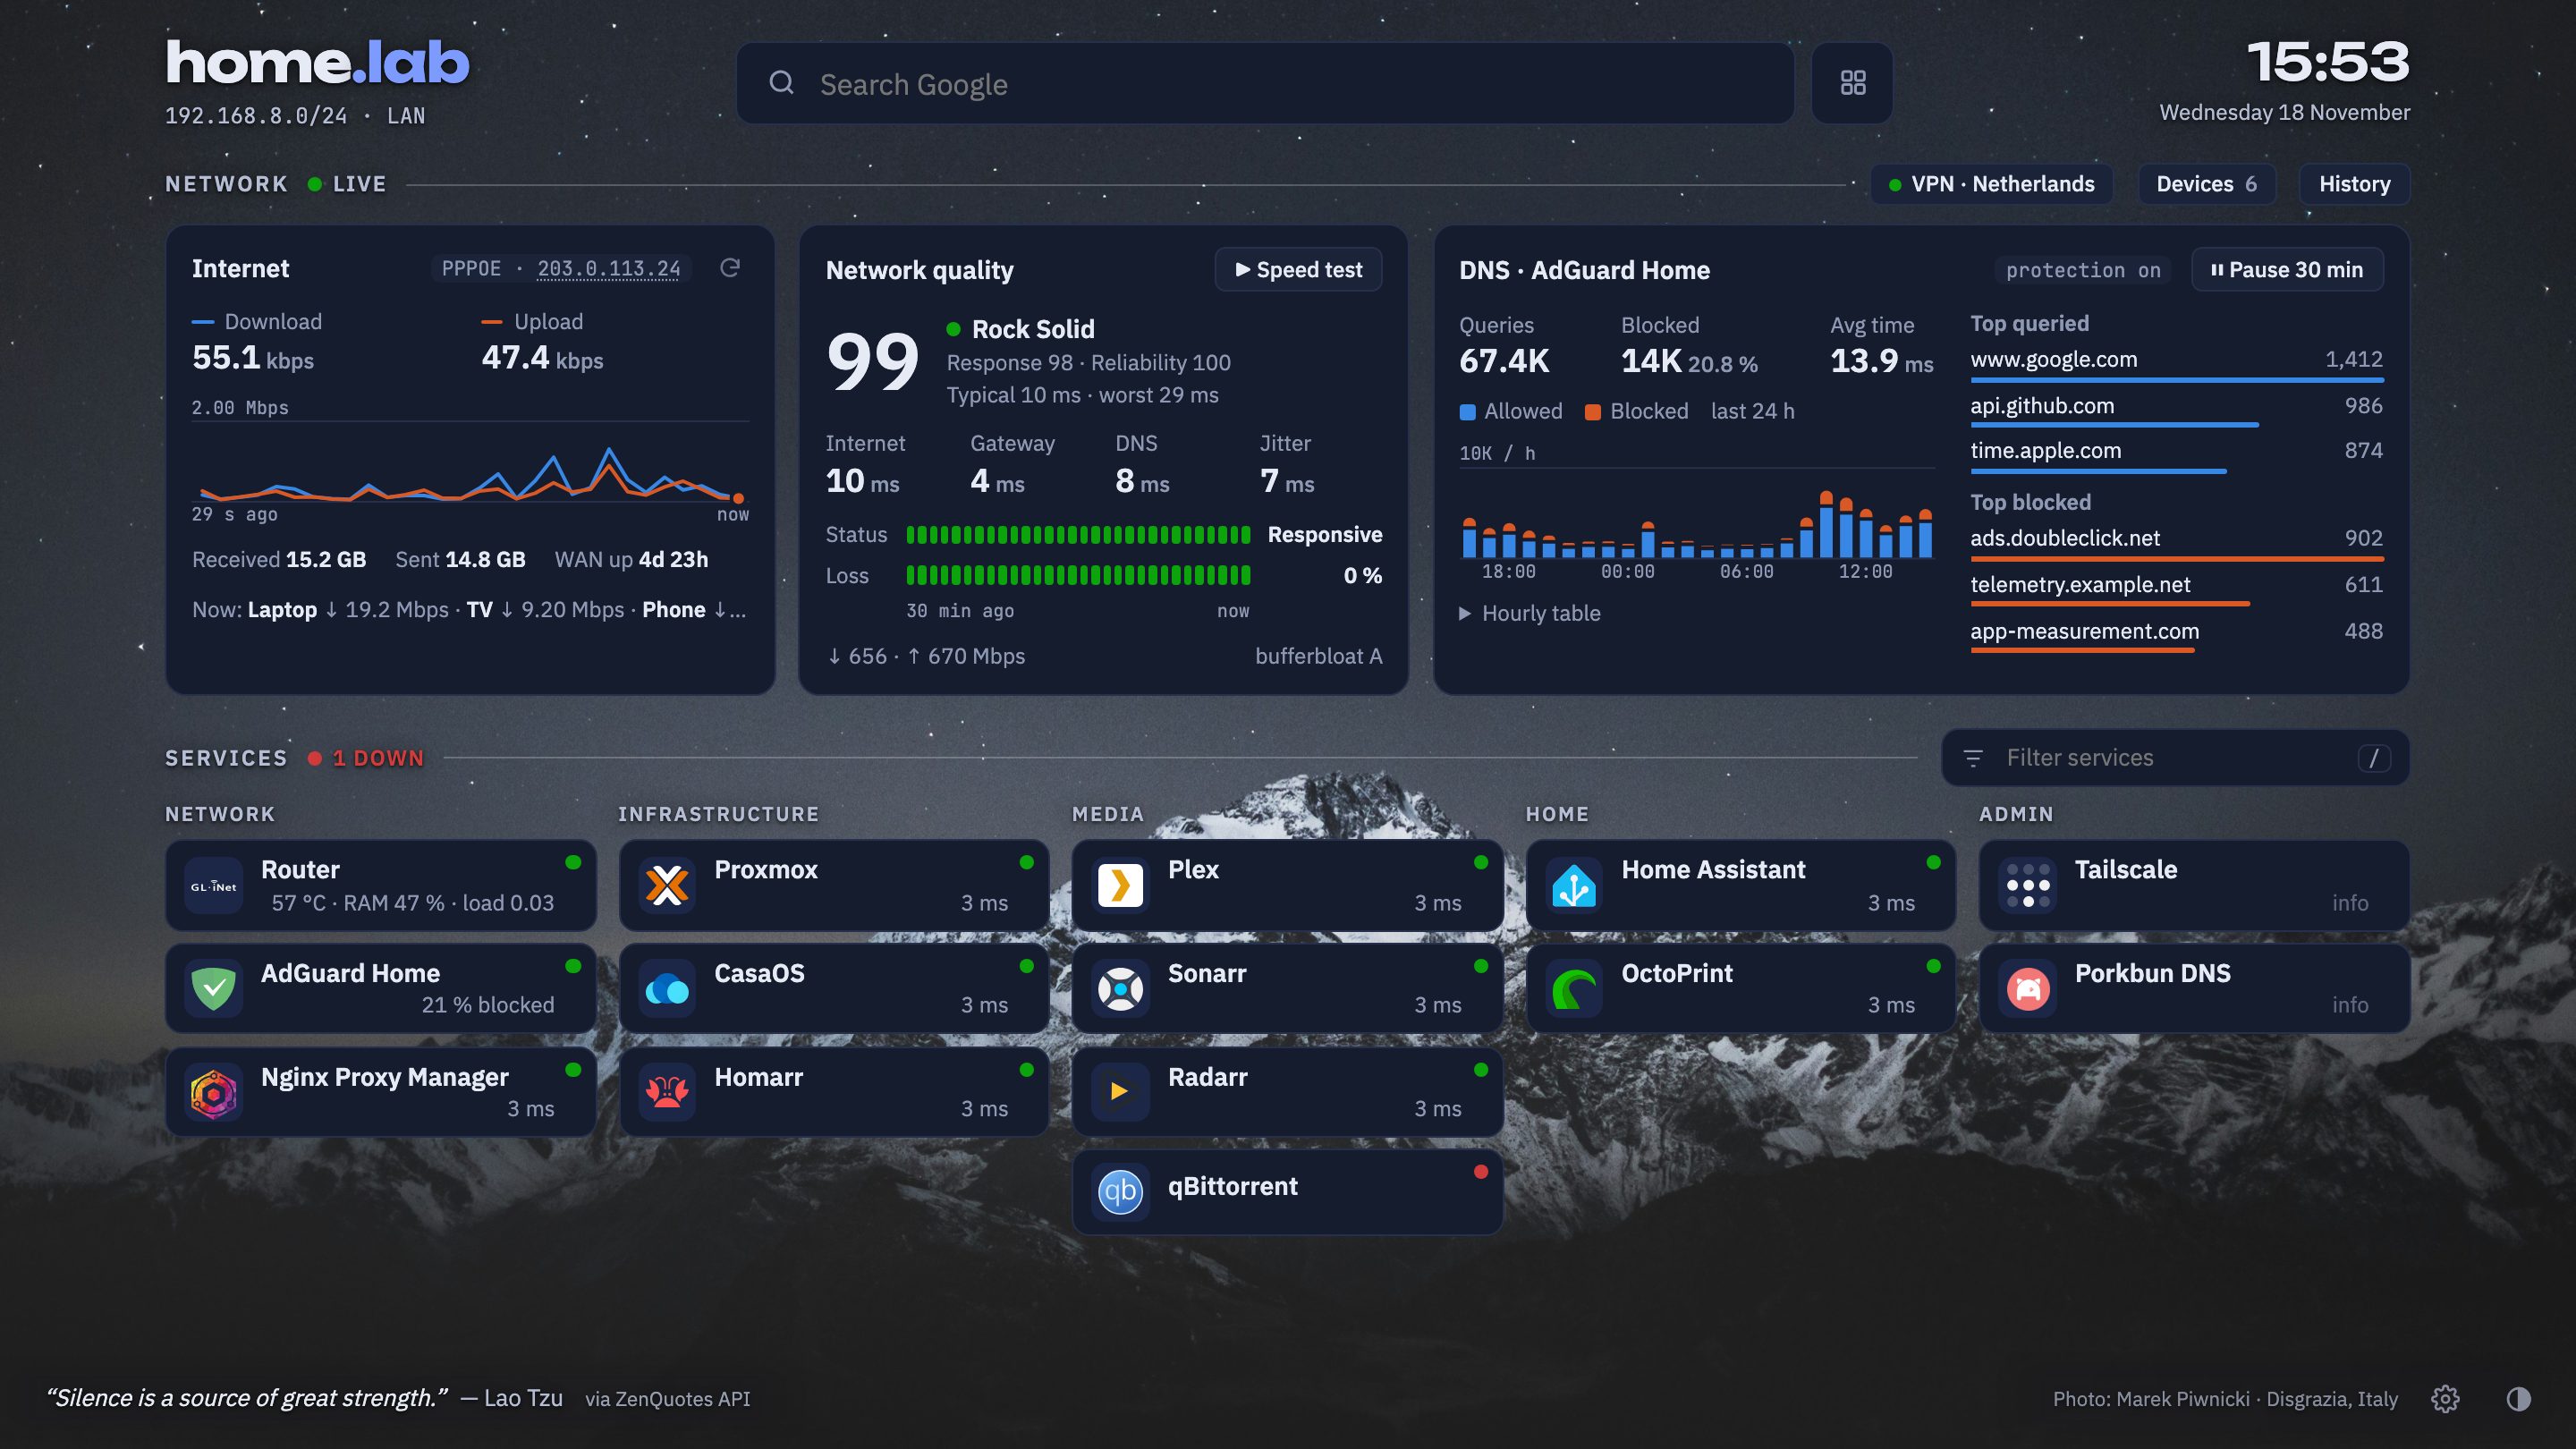 home.lab
192.168.8.0/24 · LAN
Search Google
15:53
Wednesday 18 November
NETWORK LIVE
VPN · Netherlands
Devices 6
History
Internet
PPPOE · 203.0.113.24
Download
Upload
55.1 kbps
47.4 kbps
2.00 Mbps
29 s ago
now
Received 15.2 GB Sent 14.8 GB WAN up 4d 23h
Now: Laptop ↓ 19.2 Mbps · TV ↓ 9.20 Mbps · Phone ↓…
Network quality
Speed test
99
Rock Solid
Response 98 · Reliability 100
Typical 10 ms · worst 29 ms
Internet Gateway DNS Jitter
10 ms 4 ms 8 ms 7 ms
Status Responsive
Loss 0 %
30 min ago now
↓ 656 · ↑ 670 Mbps
bufferbloat A
DNS · AdGuard Home
protection on
Pause 30 min
Queries Blocked Avg time
67.4K 14K 20.8 % 13.9 ms
Allowed Blocked last 24 h
10K / h
18:00 00:00 06:00 12:00
Hourly table
Top queried
www.google.com 1,412
api.github.com 986
time.apple.com 874
Top blocked
ads.doubleclick.net 902
telemetry.example.net 611
app-measurement.com 488
SERVICES 1 DOWN
Filter services /
NETWORK
GL·iNet
Router
57 °C · RAM 47 % · load 0.03
AdGuard Home
21 % blocked
Nginx Proxy Manager
3 ms
INFRASTRUCTURE
Proxmox
3 ms
CasaOS
3 ms
Homarr
3 ms
MEDIA
Plex
3 ms
Sonarr
3 ms
Radarr
3 ms
qb
qBittorrent
HOME
Home Assistant
3 ms
OctoPrint
3 ms
ADMIN
Tailscale
info
Porkbun DNS
info
“Silence is a source of great strength.” — Lao Tzu via ZenQuotes API
Photo: Marek Piwnicki · Disgrazia, Italy